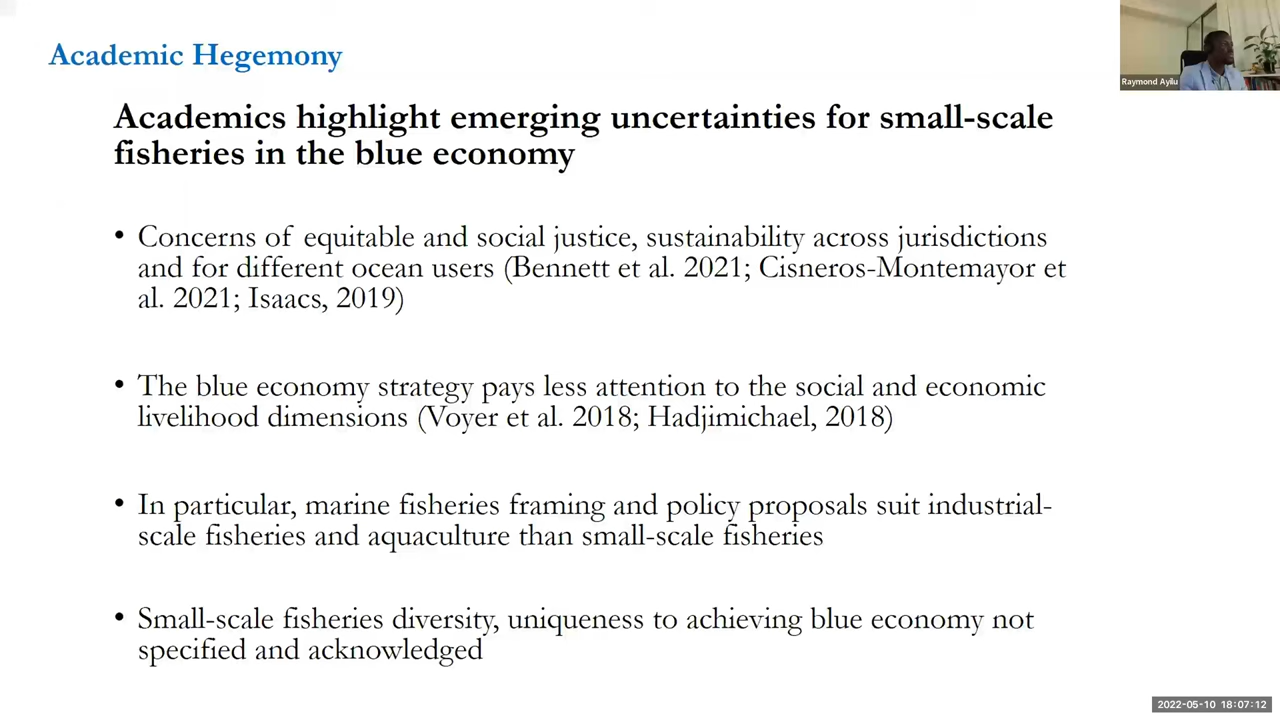 Academic Hegemony
Raymond Ayilu
Academics highlight emerging uncertainties for small-scale
fisheries in the blue economy
• Concerns of equitable and social justice, sustainability across jurisdictions
and for different ocean users (Bennett et al. 2021; Cisneros-Montemayor et
al. 2021; Isaacs, 2019)
• The blue economy strategy pays less attention to the social and economic
livelihood dimensions (Voyer et al. 2018; Hadjimichael, 2018)
• In particular, marine fisheries framing and policy proposals suit industrial-
scale fisheries and aquaculture than small-scale fisheries
• Small-scale fisheries diversity, uniqueness to achieving blue economy not
specified and acknowledged
2022-05-10 18:07:12